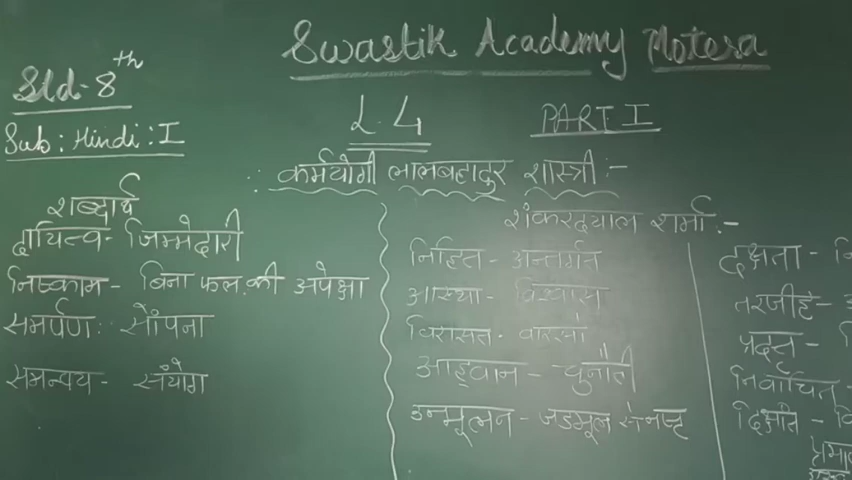 Swastik Academy Motera
Std-8th
Sub: Hindi: I
L.4 PART I
कर्मयोगी लालबहादुर शास्त्री:-
शंकरदयाल शर्मा.-
शब्दार्थ
दायित्व- जिम्मेदारी
निष्काम- बिना फल.की अपेक्षा
समर्पण: सौंपना
समन्वय- संयोग
निहित- अन्तर्गत
आस्था- विश्वास
विरासत- वारसो
आह्वान- चुनौती
उन्मूलन- जडमूल से नष्ट
दक्षता-
तरजीह-
प्रदत्त-
निर्वाचित-